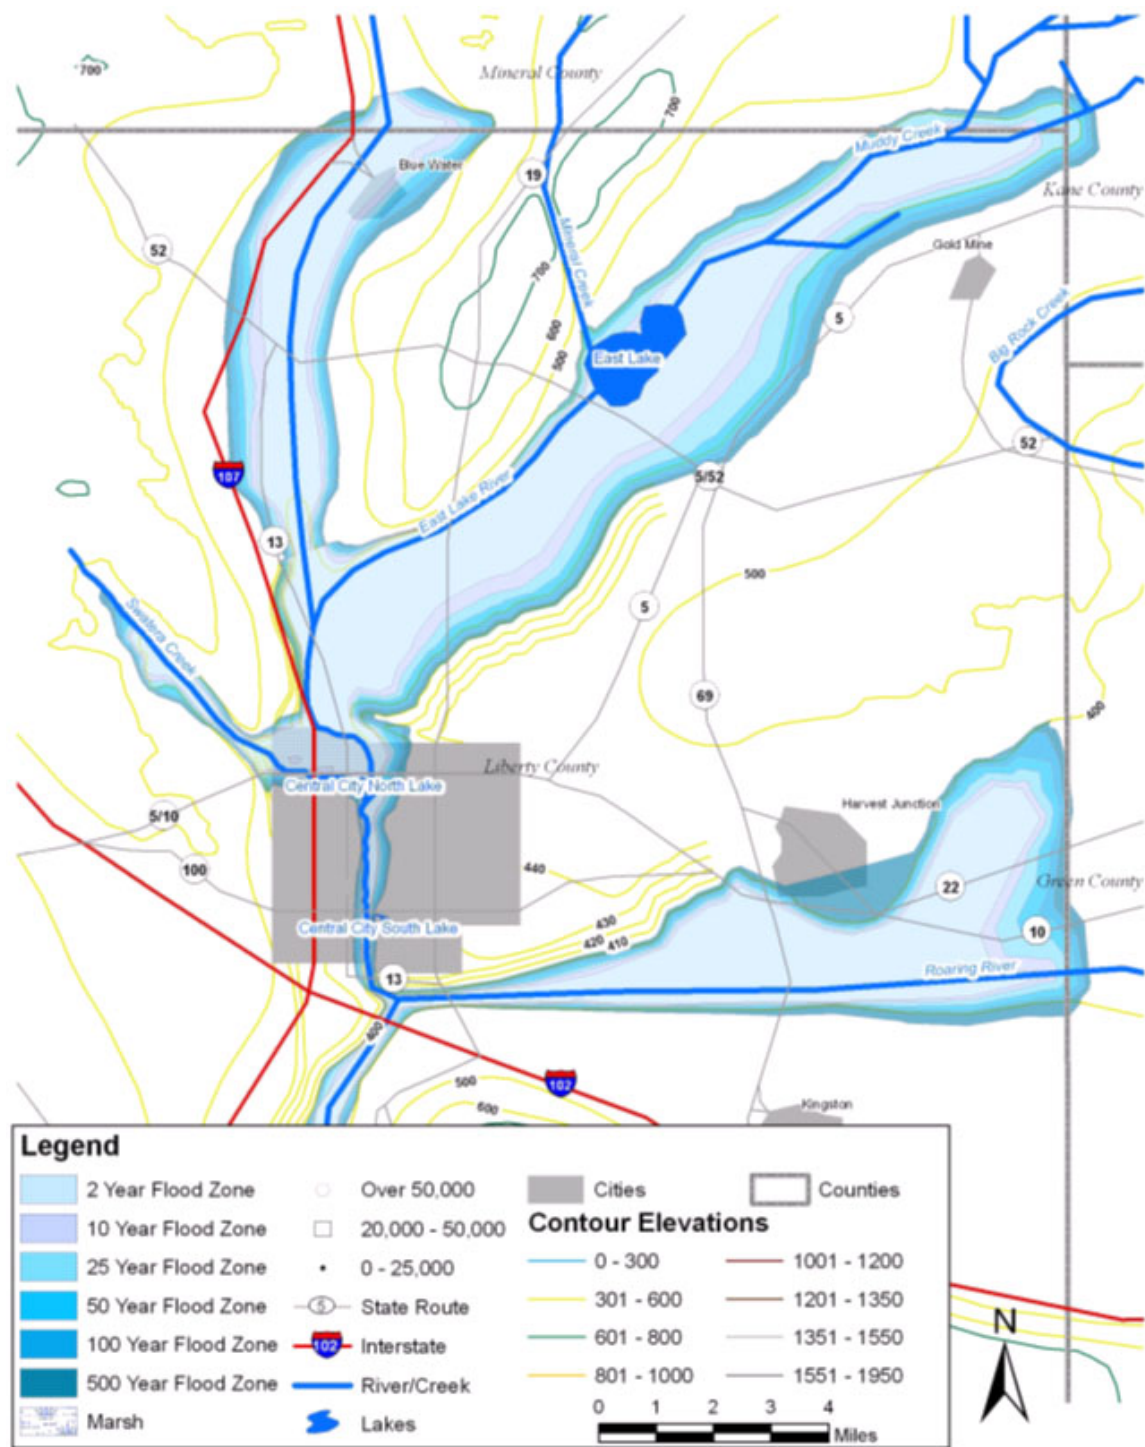 700
Mineral County
700
Muddy Creek
Blue Water
19
Kane County
52
Mineral Creek
Gold Mine
700
5
Big Rock Creek
600
500
East Lake
107
52
5/52
East Lake River
13
500
5
Swatera Creek
69
400
Liberty County
Central City North Lake
5/10
Harvest Junction
100
440
22
Green County
430
420 410
Central City South Lake
10
Roaring River
13
400
500
102
600
Kingston
Legend
2 Year Flood Zone
10 Year Flood Zone
25 Year Flood Zone
50 Year Flood Zone
100 Year Flood Zone
500 Year Flood Zone
Marsh
Over 50,000
20,000 - 50,000
0 - 25,000
5 State Route
102 Interstate
River/Creek
Lakes
Cities
Counties
Contour Elevations
0 - 300
301 - 600
601 - 800
801 - 1000
1001 - 1200
1201 - 1350
1351 - 1550
1551 - 1950
0 1 2 3 4
Miles
N